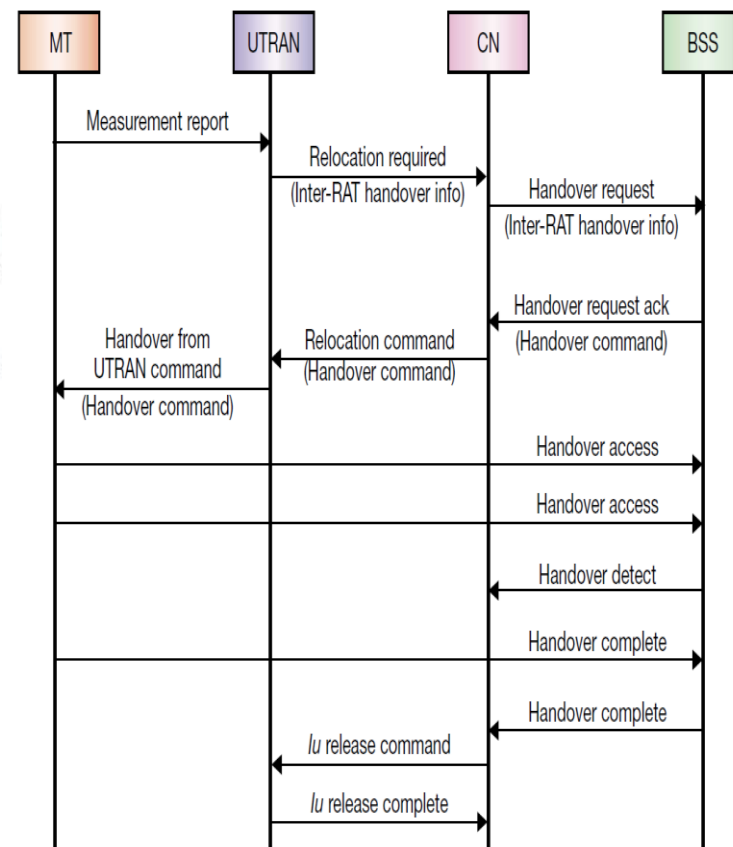 MT
UTRAN
CN
BSS
Measurement report
Relocation required
(Inter-RAT handover info)
Handover request
(Inter-RAT handover info)
Handover request ack
(Handover command)
Relocation command
(Handover command)
Handover from
UTRAN command
(Handover command)
Handover access
Handover access
Handover detect
Handover complete
Handover complete
Iu release command
Iu release complete